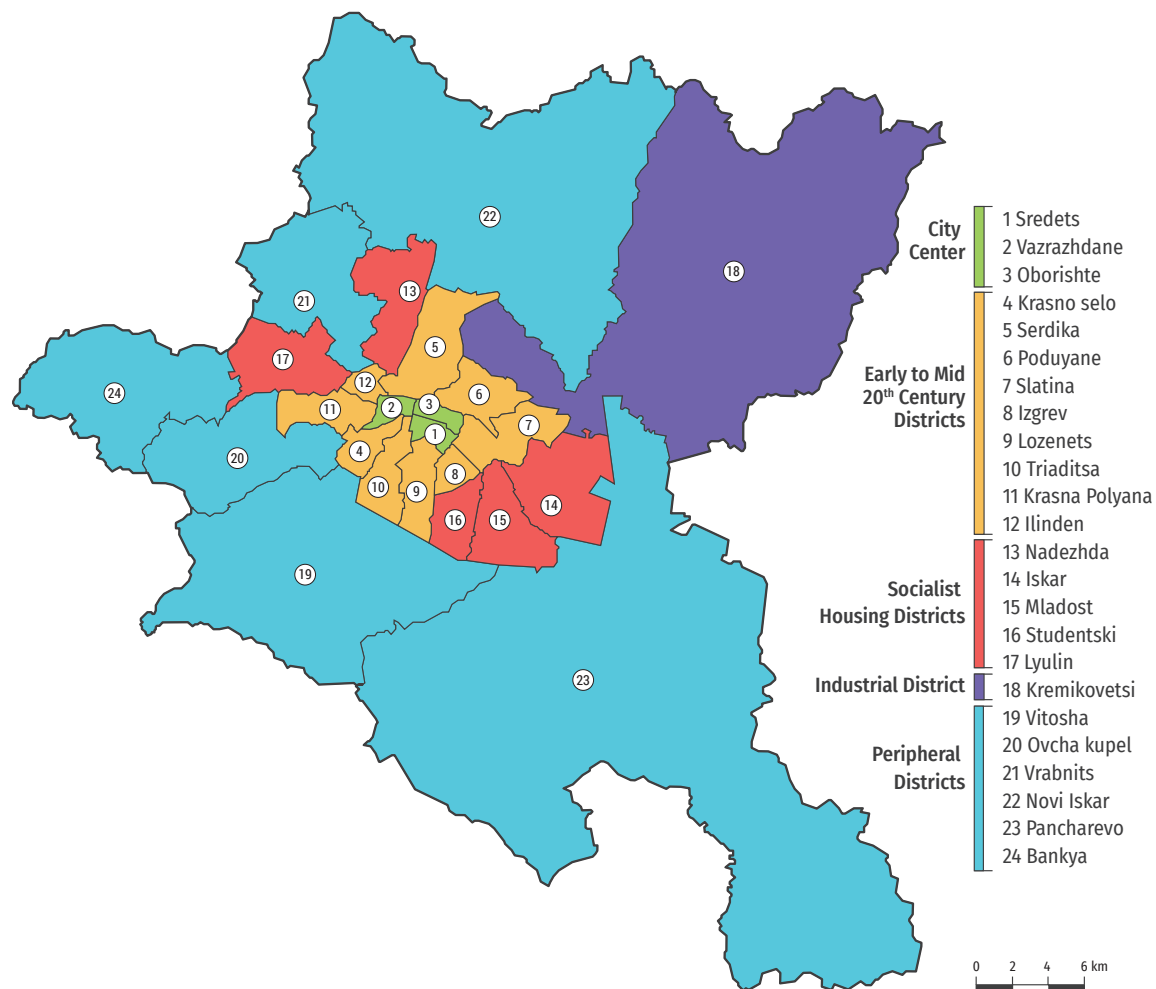 22
18
13
21
5
17
12
24
6
2
3
11
7
1
4
20
8
10
9
14
16
15
19
23
City
Center
1 Sredets
2 Vazrazhdane
3 Oborishte
Early to Mid
20th Century
Districts
4 Krasno selo
5 Serdika
6 Poduyane
7 Slatina
8 Izgrev
9 Lozenets
10 Triaditsa
11 Krasna Polyana
12 Ilinden
Socialist
Housing Districts
13 Nadezhda
14 Iskar
15 Mladost
16 Studentski
17 Lyulin
Industrial District
18 Kremikovetsi
Peripheral
Districts
19 Vitosha
20 Ovcha kupel
21 Vrabnits
22 Novi Iskar
23 Pancharevo
24 Bankya
0 2 4 6 km